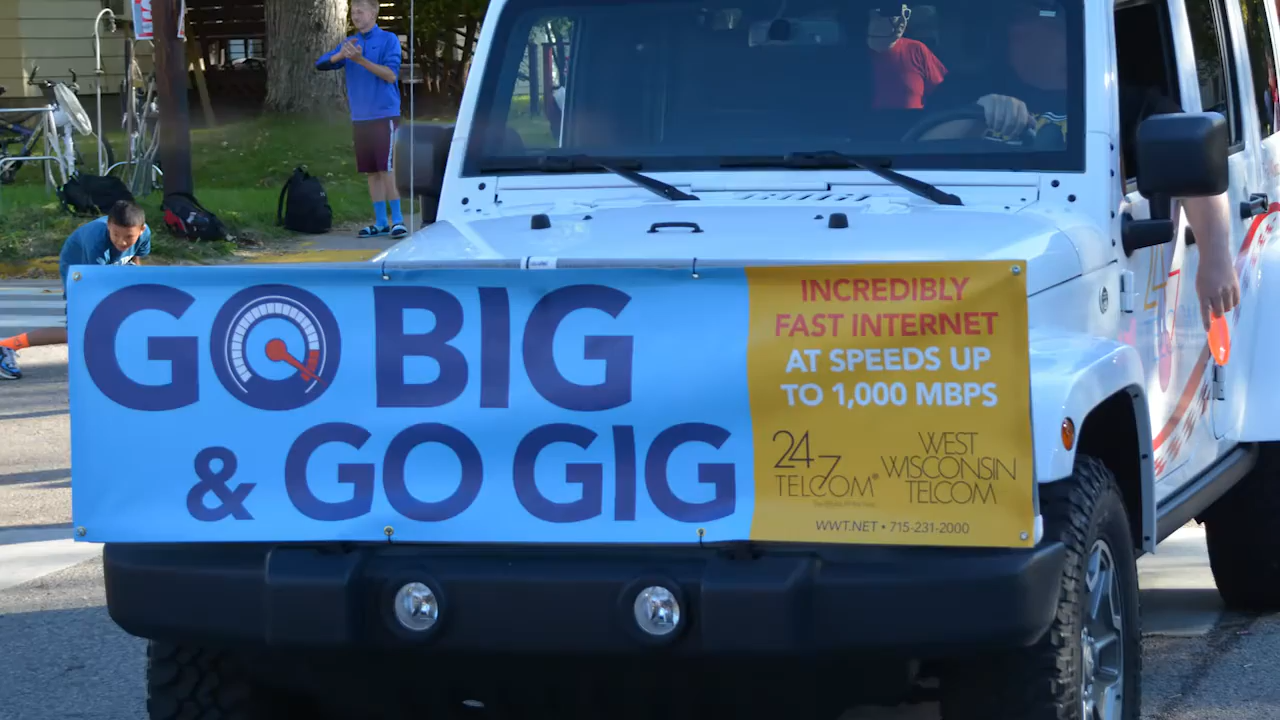 GO BIG
& GO GIG
INCREDIBLY
FAST INTERNET
AT SPEEDS UP
TO 1,000 MBPS
24-7
TELCOM®
WEST
WISCONSIN
TELCOM
WWT.NET • 715-231-2000